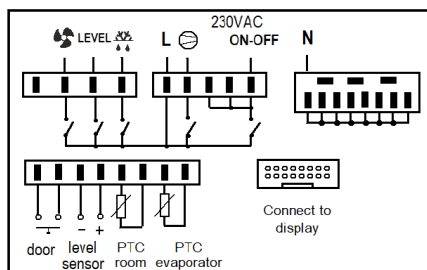 230VAC
LEVEL
L
ON-OFF
N
door
level
sensor
− +
PTC
room
PTC
evaporator
Connect to
display